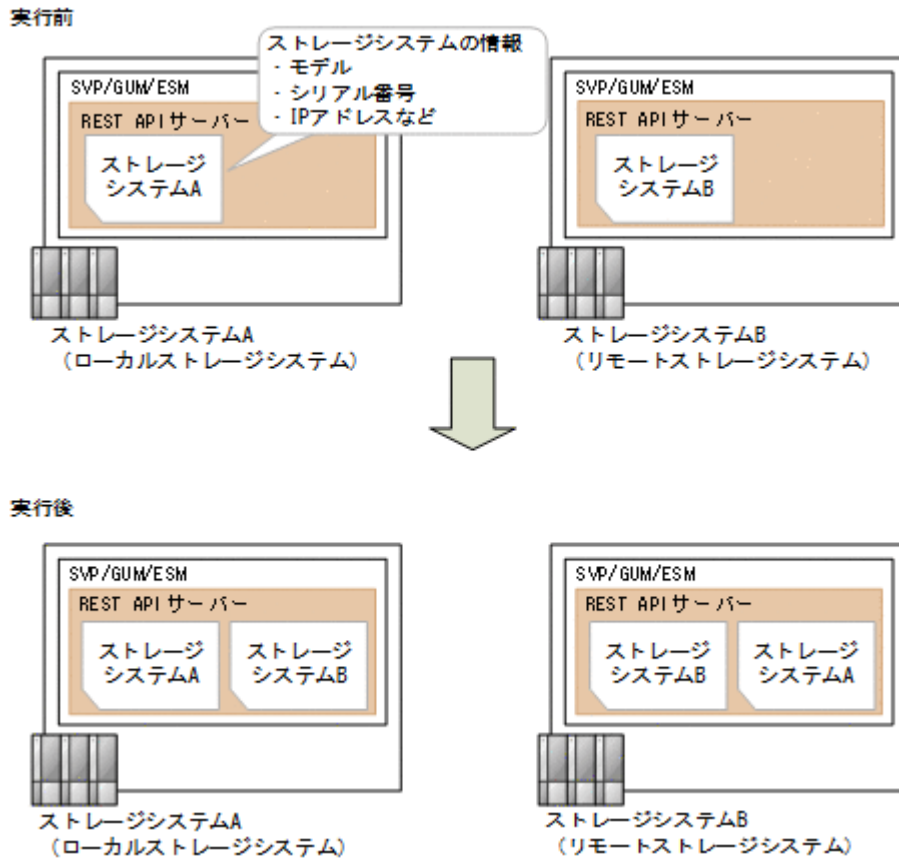 実行前
ストレージシステムの情報
・モデル
・シリアル番号
・IPアドレスなど
SVP/GUM/ESM
REST APIサーバー
ストレージ
システムA
ストレージシステムA
（ローカルストレージシステム）
SVP/GUM/ESM
REST APIサーバー
ストレージ
システムB
ストレージシステムB
（リモートストレージシステム）
実行後
SVP/GUM/ESM
REST APIサーバー
ストレージ
システムA
ストレージ
システムB
ストレージシステムA
（ローカルストレージシステム）
SVP/GUM/ESM
REST APIサーバー
ストレージ
システムB
ストレージ
システムA
ストレージシステムB
（リモートストレージシステム）